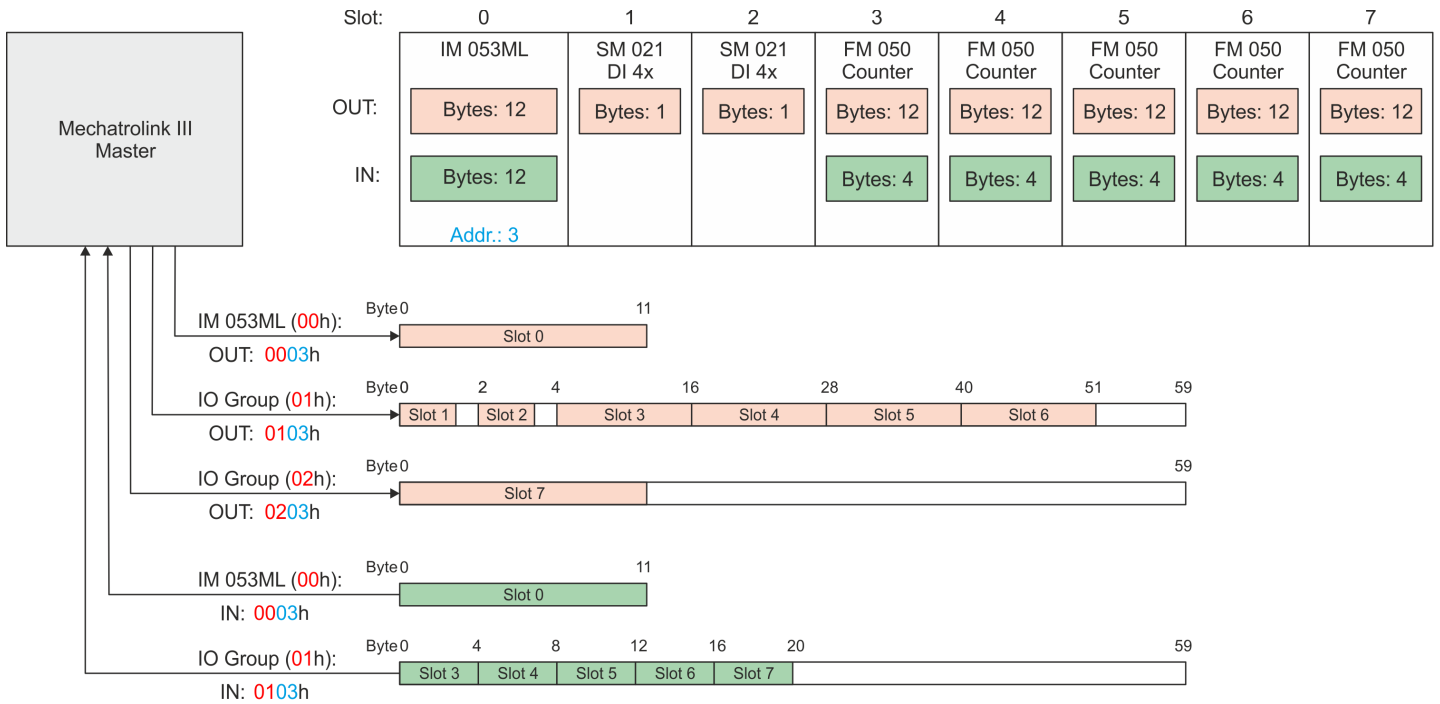 Slot: 0 1 2 3 4 5 6 7
IM 053ML SM 021 SM 021 FM 050 FM 050 FM 050 FM 050 FM 050
DI 4x DI 4x Counter Counter Counter Counter Counter
OUT: Bytes: 12 Bytes: 1 Bytes: 1 Bytes: 12 Bytes: 12 Bytes: 12 Bytes: 12 Bytes: 12
Mechatrolink III
Master
IN: Bytes: 12 Bytes: 4 Bytes: 4 Bytes: 4 Bytes: 4 Bytes: 4
Addr.: 3
Byte 0 11
IM 053ML (00h):
Slot 0
OUT: 0003h
Byte 0 2 4 16 28 40 51 59
IO Group (01h):
Slot 1 Slot 2 Slot 3 Slot 4 Slot 5 Slot 6
OUT: 0103h
Byte 0 59
IO Group (02h):
Slot 7
OUT: 0203h
Byte 0 11
IM 053ML (00h):
Slot 0
IN: 0003h
Byte 0 4 8 12 16 20 59
IO Group (01h):
Slot 3 Slot 4 Slot 5 Slot 6 Slot 7
IN: 0103h